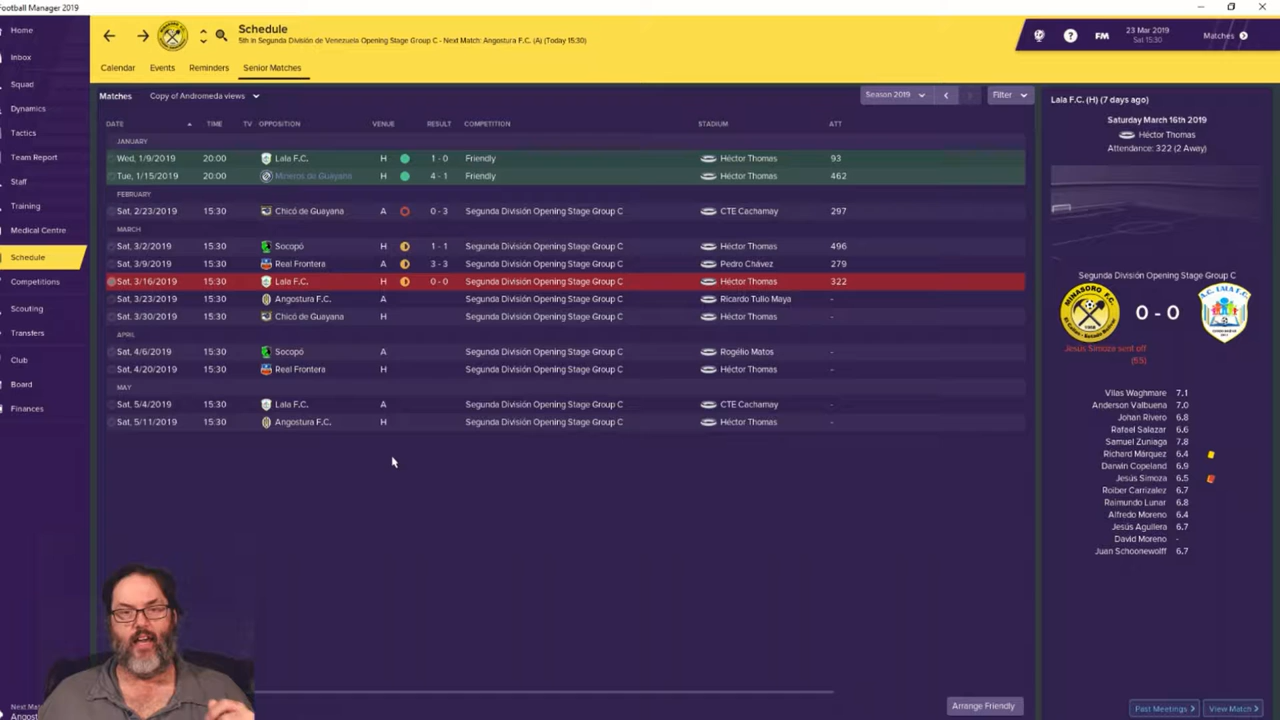 Football Manager 2019
Home
Inbox
Squad
Dynamics
Tactics
Team Report
Staff
Training
Medical Centre
Schedule
Competitions
Scouting
Transfers
Club
Board
Finances
Next Mat
Angost
Schedule
5th in Segunda División de Venezuela Opening Stage Group C - Next Match: Angostura F.C. (A) (Today 15:30)
Calendar Events Reminders Senior Matches
FM 23 Mar 2019 Sat 15:30 Matches
Matches Copy of Andromeda views Season 2019 Filter
DATE TIME TV OPPOSITION VENUE RESULT COMPETITION STADIUM ATT
JANUARY
Wed, 1/9/2019 20:00 Lala F.C. H 1 - 0 Friendly Héctor Thomas 93
Tue, 1/15/2019 20:00 Mineros de Guayana H 4 - 1 Friendly Héctor Thomas 462
FEBRUARY
Sat, 2/23/2019 15:30 Chicó de Guayana A 0 - 3 Segunda División Opening Stage Group C CTE Cachamay 297
MARCH
Sat, 3/2/2019 15:30 Socopó H 1 - 1 Segunda División Opening Stage Group C Héctor Thomas 496
Sat, 3/9/2019 15:30 Real Frontera A 3 - 3 Segunda División Opening Stage Group C Pedro Chávez 279
Sat, 3/16/2019 15:30 Lala F.C. H 0 - 0 Segunda División Opening Stage Group C Héctor Thomas 322
Sat, 3/23/2019 15:30 Angostura F.C. A Segunda División Opening Stage Group C Ricardo Tulio Maya -
Sat, 3/30/2019 15:30 Chicó de Guayana H Segunda División Opening Stage Group C Héctor Thomas -
APRIL
Sat, 4/6/2019 15:30 Socopó A Segunda División Opening Stage Group C Rogélio Matos -
Sat, 4/20/2019 15:30 Real Frontera H Segunda División Opening Stage Group C Héctor Thomas -
MAY
Sat, 5/4/2019 15:30 Lala F.C. A Segunda División Opening Stage Group C CTE Cachamay -
Sat, 5/11/2019 15:30 Angostura F.C. H Segunda División Opening Stage Group C Héctor Thomas -
Arrange Friendly
Lala F.C. (H) (7 days ago)
Saturday March 16th 2019
Héctor Thomas
Attendance: 322 (2 Away)
Segunda División Opening Stage Group C
MINASORO F.C. 0 - 0 A.C. LALA F.C.
Jesús Simoza sent off
(55)
Vilas Waghmare 7.1
Anderson Valbuena 7.0
Johan Rivero 6.8
Rafael Salazar 6.6
Samuel Zuniaga 7.8
Richard Márquez 6.4
Darwin Copeland 6.9
Jesús Simoza 6.5
Roiber Carrizalez 6.7
Raimundo Lunar 6.8
Alfredo Moreno 6.4
Jesús Aguilera 6.7
David Moreno -
Juan Schoonewolff 6.7
Past Meetings View Match